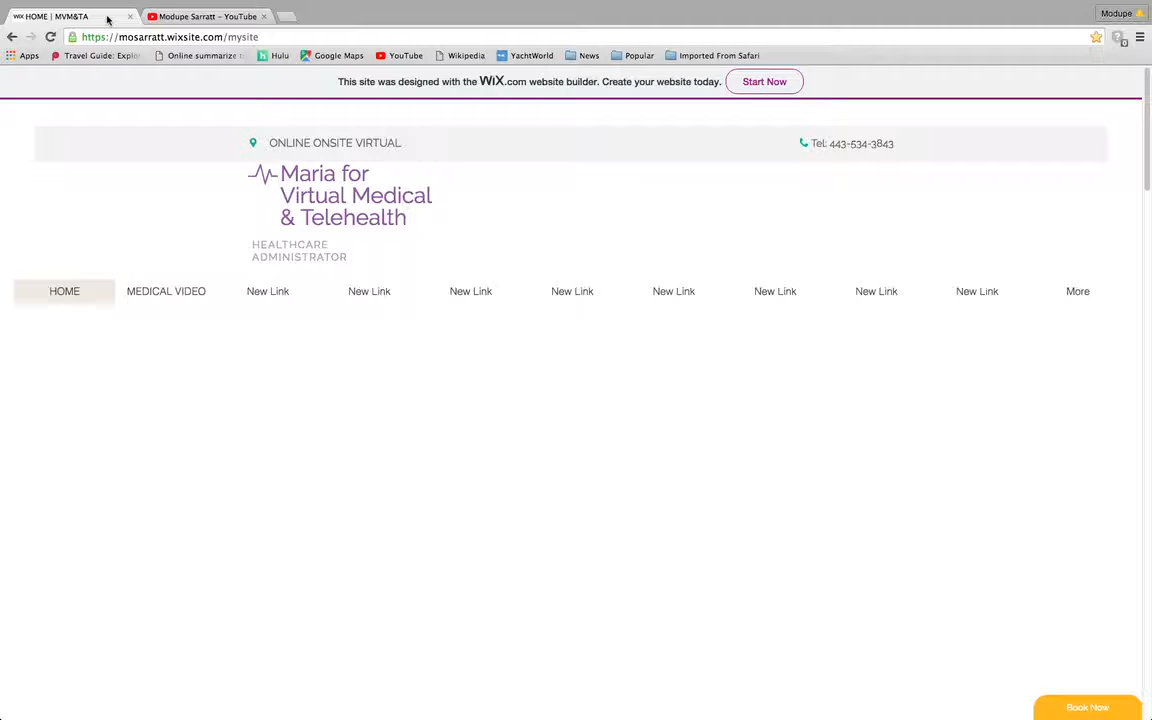 WiX HOME | MVM&TA
Modupe Sarratt – YouTube
Modupe
https://mosarratt.wixsite.com/mysite
Apps
Travel Guide: Explor
Online summarize t
Hulu
Google Maps
YouTube
Wikipedia
YachtWorld
News
Popular
Imported From Safari
This site was designed with the WiX.com website builder. Create your website today.
Start Now
ONLINE ONSITE VIRTUAL
Tel: 443-534-3843
Maria for
Virtual Medical
& Telehealth
HEALTHCARE
ADMINISTRATOR
HOME
MEDICAL VIDEO
New Link
New Link
New Link
New Link
New Link
New Link
New Link
New Link
More
Book Now